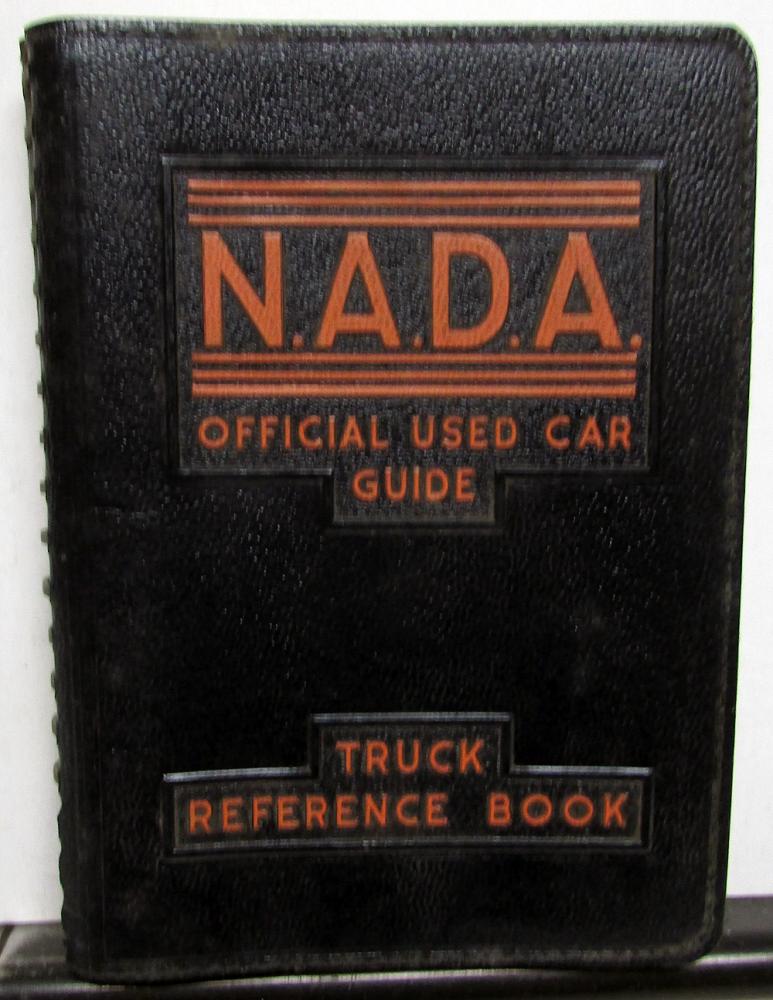 N.A.D.A.
OFFICIAL USED CAR
GUIDE
TRUCK
REFERENCE BOOK